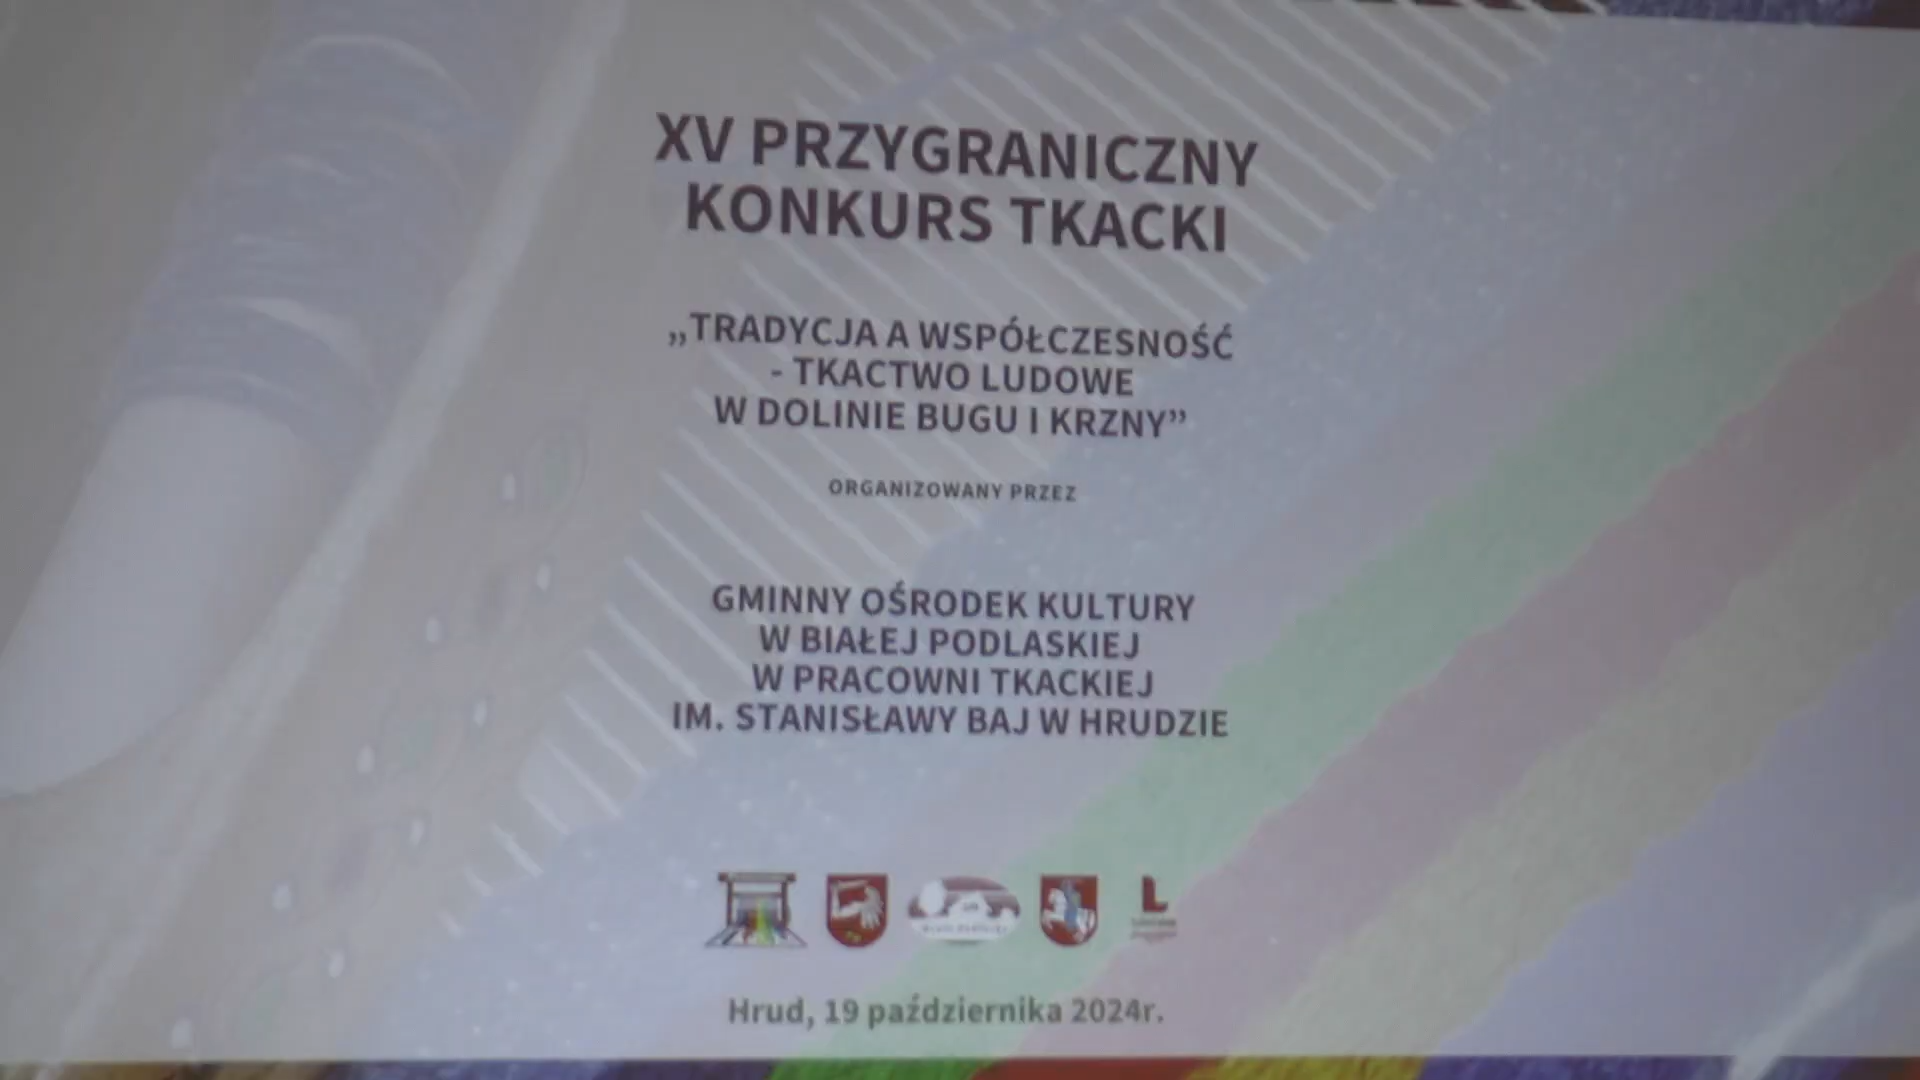 XV PRZYGRANICZNY
KONKURS TKACKI
„TRADYCJA A WSPÓŁCZESNOŚĆ
- TKACTWO LUDOWE
W DOLINIE BUGU I KRZNY”
ORGANIZOWANY PRZEZ
GMINNY OŚRODEK KULTURY
W BIAŁEJ PODLASKIEJ
W PRACOWNI TKACKIEJ
IM. STANISŁAWY BAJ W HRUDZIE
L
Hrud, 19 października 2024r.